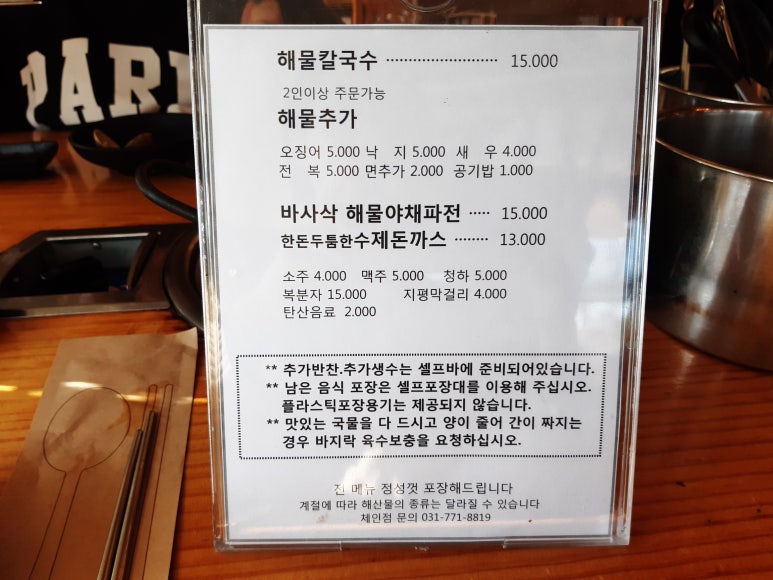 PARI
해물칼국수 ························· 15.000
2인이상 주문가능
해물추가
오징어 5.000 낙 지 5.000 새 우 4.000
전 복 5.000 면추가 2.000 공기밥 1.000
바사삭 해물야채파전 ····· 15.000
한돈두툼한수제돈까스 ········ 13.000
소주 4.000 맥주 5.000 청하 5.000
복분자 15.000 지평막걸리 4.000
탄산음료 2.000
** 추가반찬.추가생수는 셀프바에 준비되어있습니다.
** 남은 음식 포장은 셀프포장대를 이용해 주십시오.
플라스틱포장용기는 제공되지 않습니다.
** 맛있는 국물을 다 드시고 양이 줄어 간이 짜지는
경우 바지락 육수보충을 요청하십시오.
전 메뉴 정성껏 포장해드립니다
계절에 따라 해산물의 종류는 달라질 수 있습니다
체인점 문의 031-771-8819